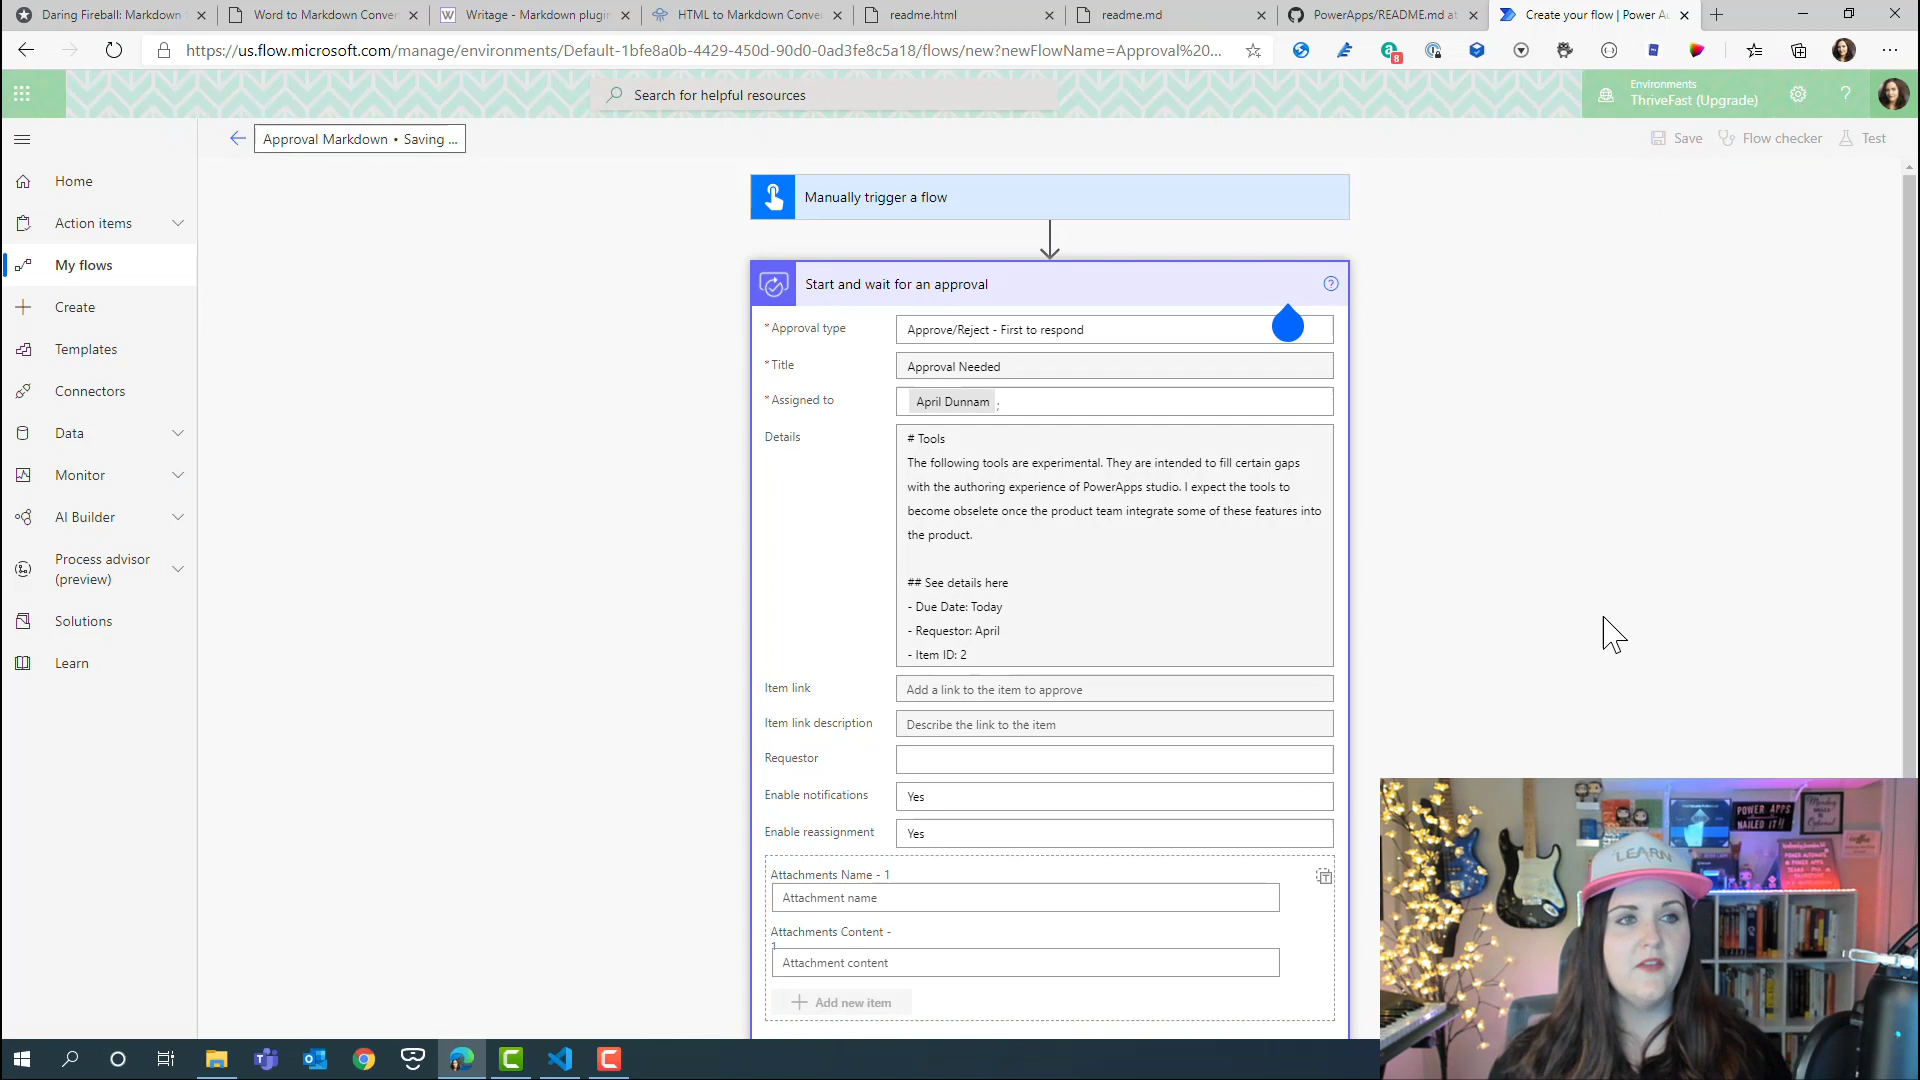 Daring Fireball: Markdown
Word to Markdown Conver
Writage - Markdown plugin
HTML to Markdown Conve
readme.html
readme.md
PowerApps/README.md at
Create your flow | Power Au
https://us.flow.microsoft.com/manage/environments/Default-1bfe8a0b-4429-450d-90d0-0ad3fe8c5a18/flows/new?newFlowName=Approval%20...
8
Search for helpful resources
Environments
ThriveFast (Upgrade)
?
Approval Markdown • Saving ...
Save
Flow checker
Test
Home
Action items
My flows
Create
Templates
Connectors
Data
Monitor
AI Builder
Process advisor
(preview)
Solutions
Learn
Manually trigger a flow
Start and wait for an approval
?
*Approval type
Approve/Reject - First to respond
*Title
Approval Needed
*Assigned to
April Dunnam ;
Details
# Tools
The following tools are experimental. They are intended to fill certain gaps
with the authoring experience of PowerApps studio. I expect the tools to
become obselete once the product team integrate some of these features into
the product.
## See details here
- Due Date: Today
- Requestor: April
- Item ID: 2
Item link
Add a link to the item to approve
Item link description
Describe the link to the item
Requestor
Enable notifications
Yes
Enable reassignment
Yes
Attachments Name - 1
Attachment name
Attachments Content -
1
Attachment content
Add new item
POWER APPS
NAILED IT
LEARN